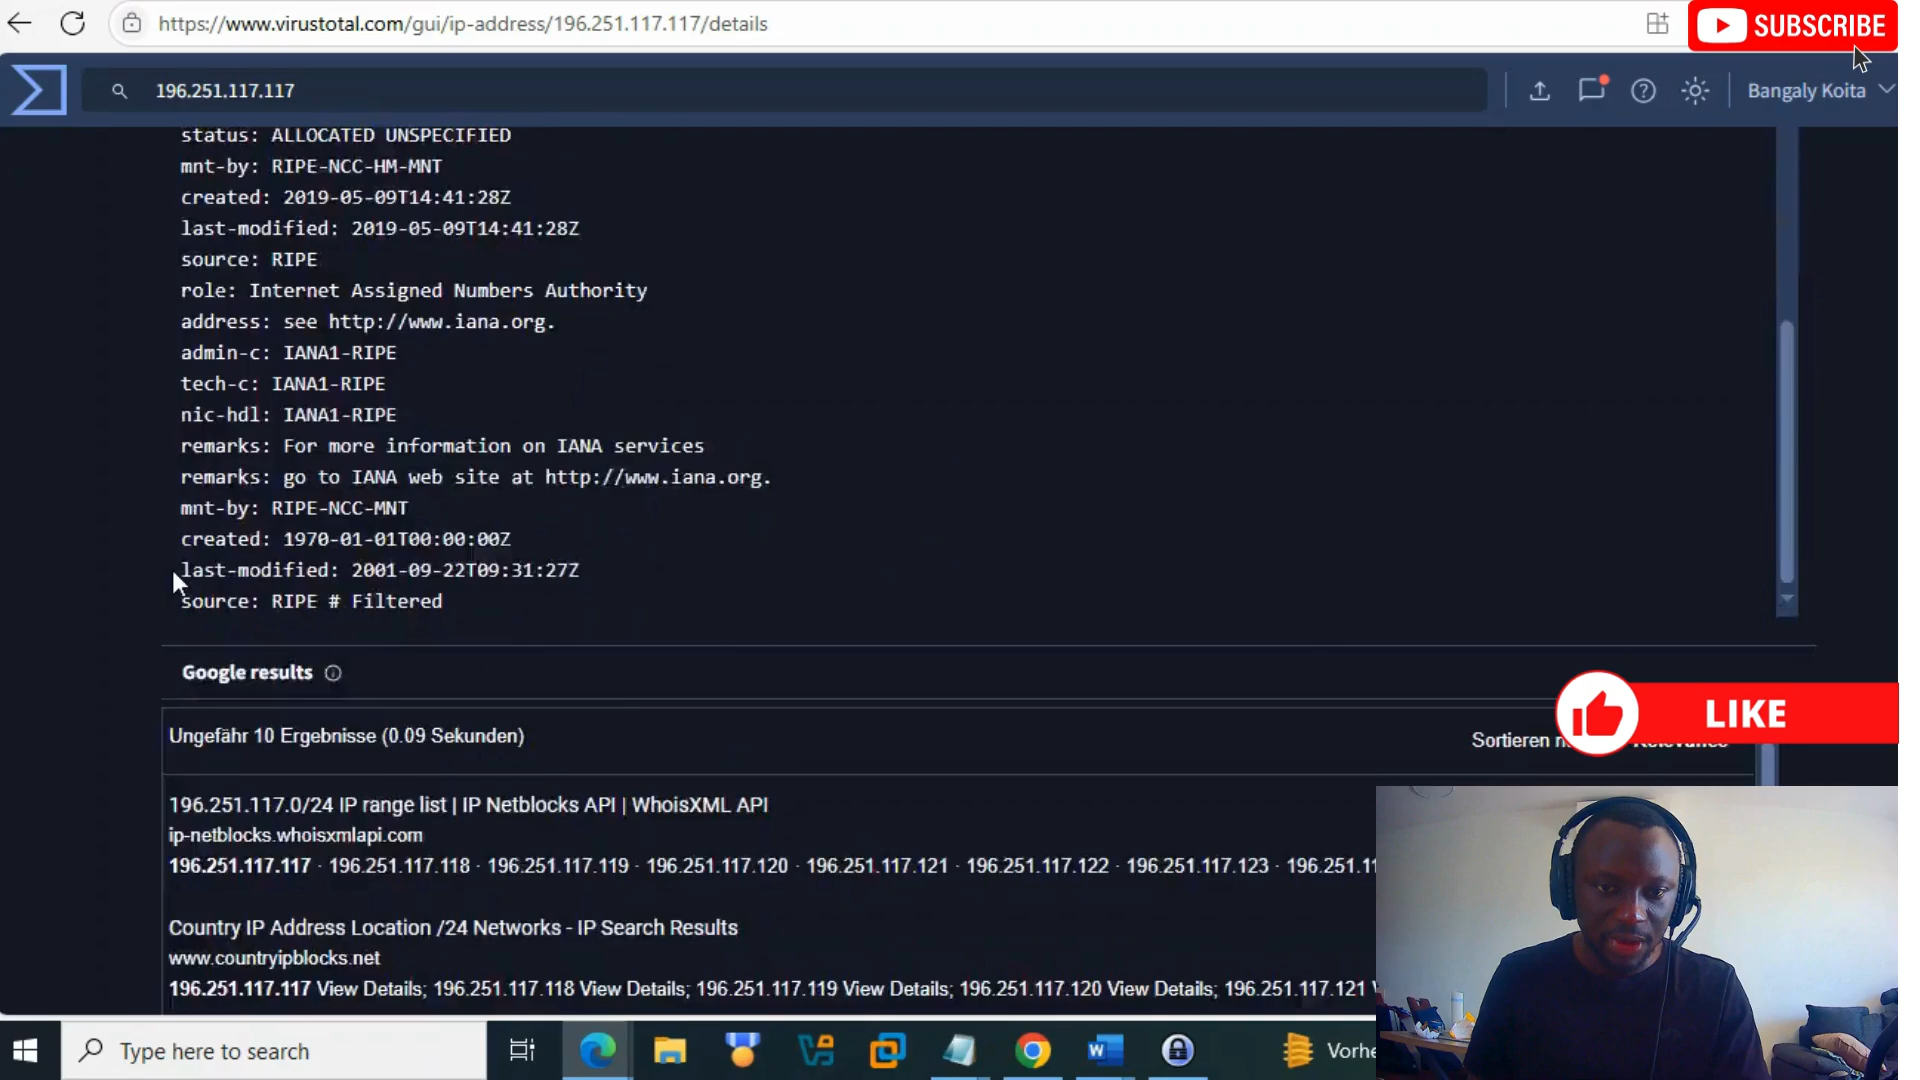 https://www.virustotal.com/gui/ip-address/196.251.117.117/details
SUBSCRIBE
196.251.117.117
Bangaly Koita
status: ALLOCATED UNSPECIFIED
mnt-by: RIPE-NCC-HM-MNT
created: 2019-05-09T14:41:28Z
last-modified: 2019-05-09T14:41:28Z
source: RIPE
role: Internet Assigned Numbers Authority
address: see http://www.iana.org.
admin-c: IANA1-RIPE
tech-c: IANA1-RIPE
nic-hdl: IANA1-RIPE
remarks: For more information on IANA services
remarks: go to IANA web site at http://www.iana.org.
mnt-by: RIPE-NCC-MNT
created: 1970-01-01T00:00:00Z
last-modified: 2001-09-22T09:31:27Z
source: RIPE # Filtered
Google results
LIKE
Ungefähr 10 Ergebnisse (0.09 Sekunden)
Sortieren
196.251.117.0/24 IP range list | IP Netblocks API | WhoisXML API
ip-netblocks.whoisxmlapi.com
196.251.117.117 · 196.251.117.118 · 196.251.117.119 · 196.251.117.120 · 196.251.117.121 · 196.251.117.122 · 196.251.117.123 · 196.251.11
Country IP Address Location /24 Networks - IP Search Results
www.countryipblocks.net
196.251.117.117 View Details; 196.251.117.118 View Details; 196.251.117.119 View Details; 196.251.117.120 View Details; 196.251.117.121
Type here to search
Vorhe